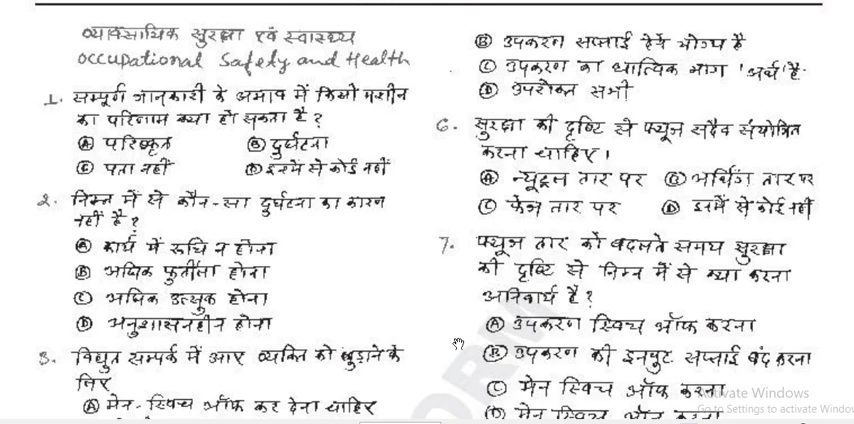 व्यावसायिक सुरक्षा एवं स्वास्थ्य
Occupational Safety and Health
1. सम्पूर्ण जानकारी के अभाव में किसी मशीन
का परिणाम क्या हो सकता है?
(A) परिष्कृत (B) दुर्घटना
(C) पता नहीं (D) इनमें से कोई नहीं
2. निम्न में से कौन-सा दुर्घटना का कारण
नहीं है?
(A) कार्य में रूचि न होना
(B) अधिक फुर्तीला होना
(C) अधिक उत्सुक होना
(D) अनुशासनहीन होना
3. विधुत सम्पर्क में आए व्यक्ति को छुड़ाने के
लिए
(A) मेन-स्विच ऑफ कर देना चाहिए
(B) उपकरण सप्लाई देने योग्य है
(C) उपकरण का धात्विक भाग 'अर्थ' है
(D) उपरोक्त सभी
6. सुरक्षा की दृष्टि से फ्यूज सदैव संयोजित
करना चाहिए।
(A) न्यूट्रल तार पर (B) अर्थिंग तार पर
(C) फेज तार पर (D) इनमें से कोई नहीं
7. फ्यूज तार को बदलते समय सुरक्षा
की दृष्टि से निम्न में से क्या करना
अनिवार्य है?
(A) उपकरण स्विच ऑफ करना
(B) उपकरण की इनपुट सप्लाई बंद करना
(C) मेन स्विच ऑफ करना
(D) मेन स्विच ऑन करना
Activate Windows
Go to Settings to activate Windows